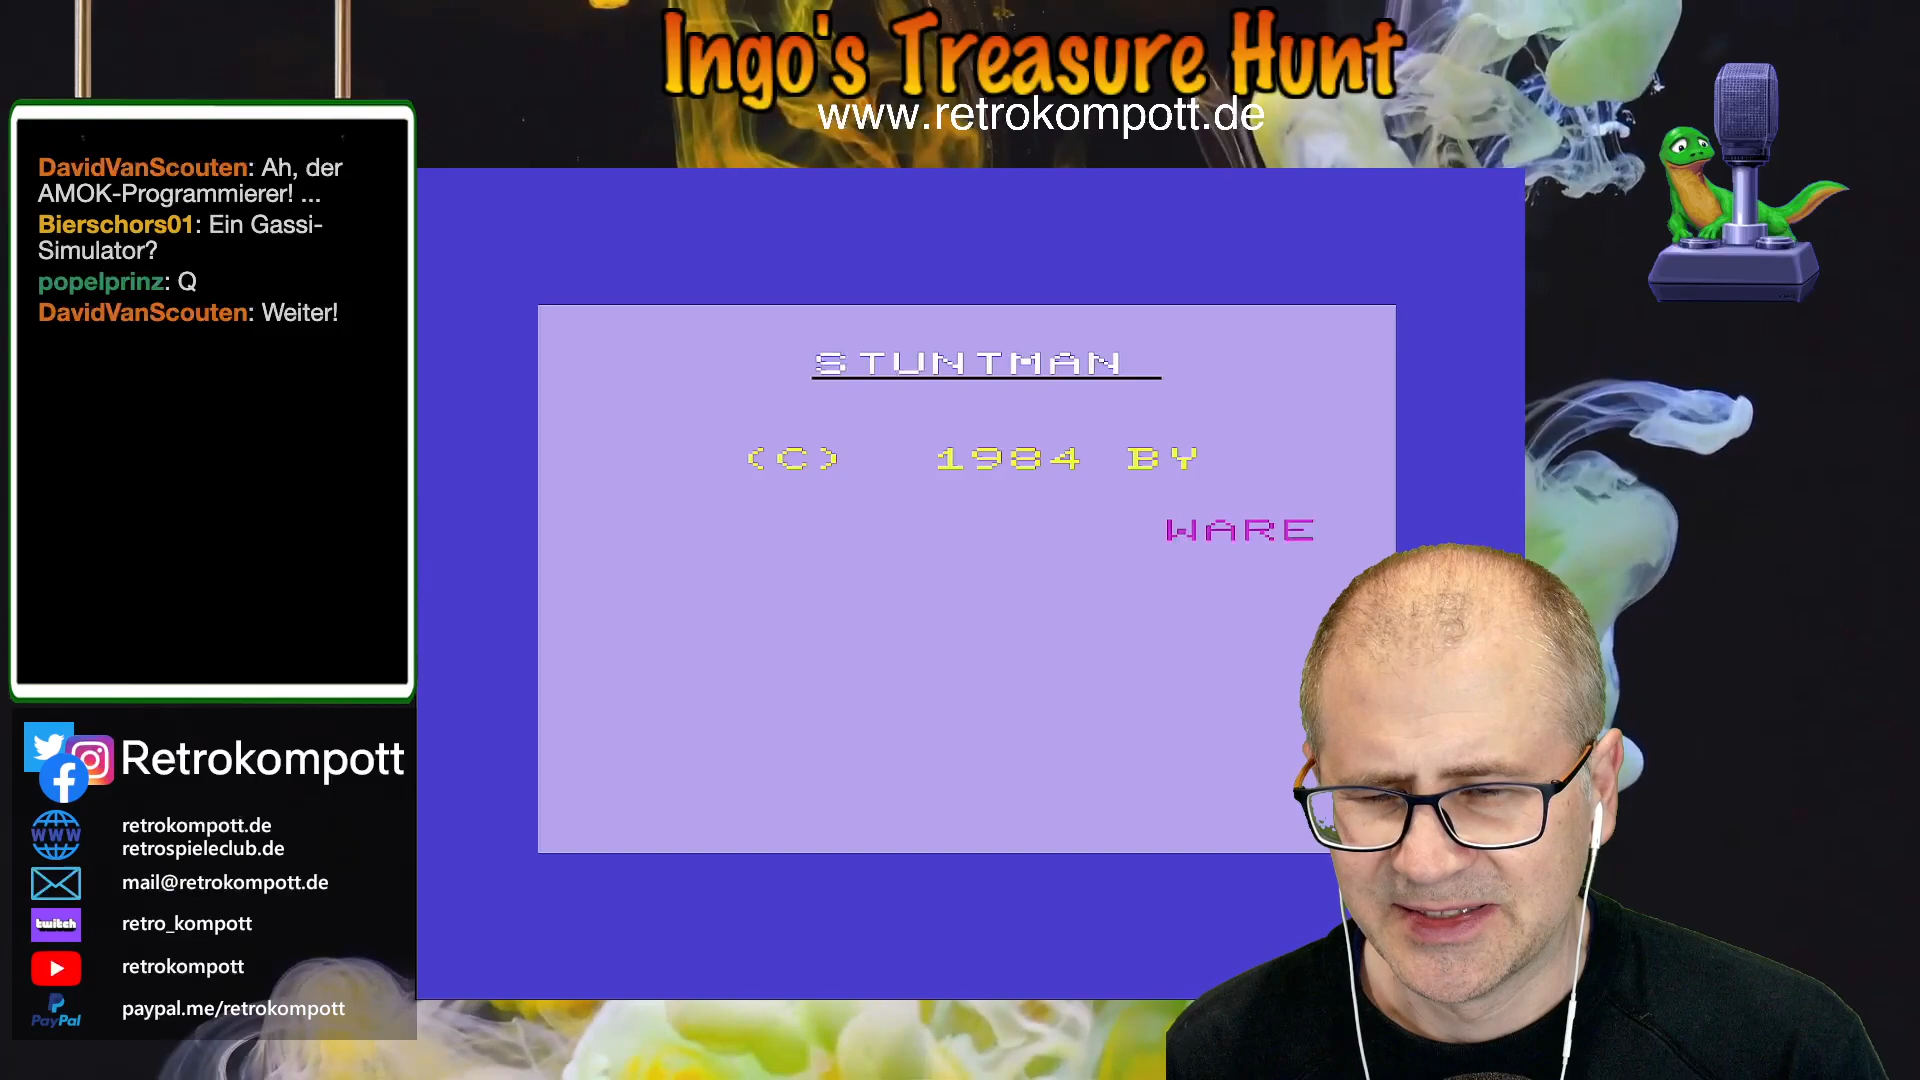 Ingo's Treasure Hunt
www.retrokompott.de
DavidVanScouten: Ah, der
AMOK-Programmierer! ...
Bierschors01: Ein Gassi-
Simulator?
popelprinz: Q
DavidVanScouten: Weiter!
STUNTMAN
(C) 1984 BY
WARE
Retrokompott
WWW
retrokompott.de
retrospieleclub.de
mail@retrokompott.de
twitch
retro_kompott
retrokompott
PayPal
paypal.me/retrokompott